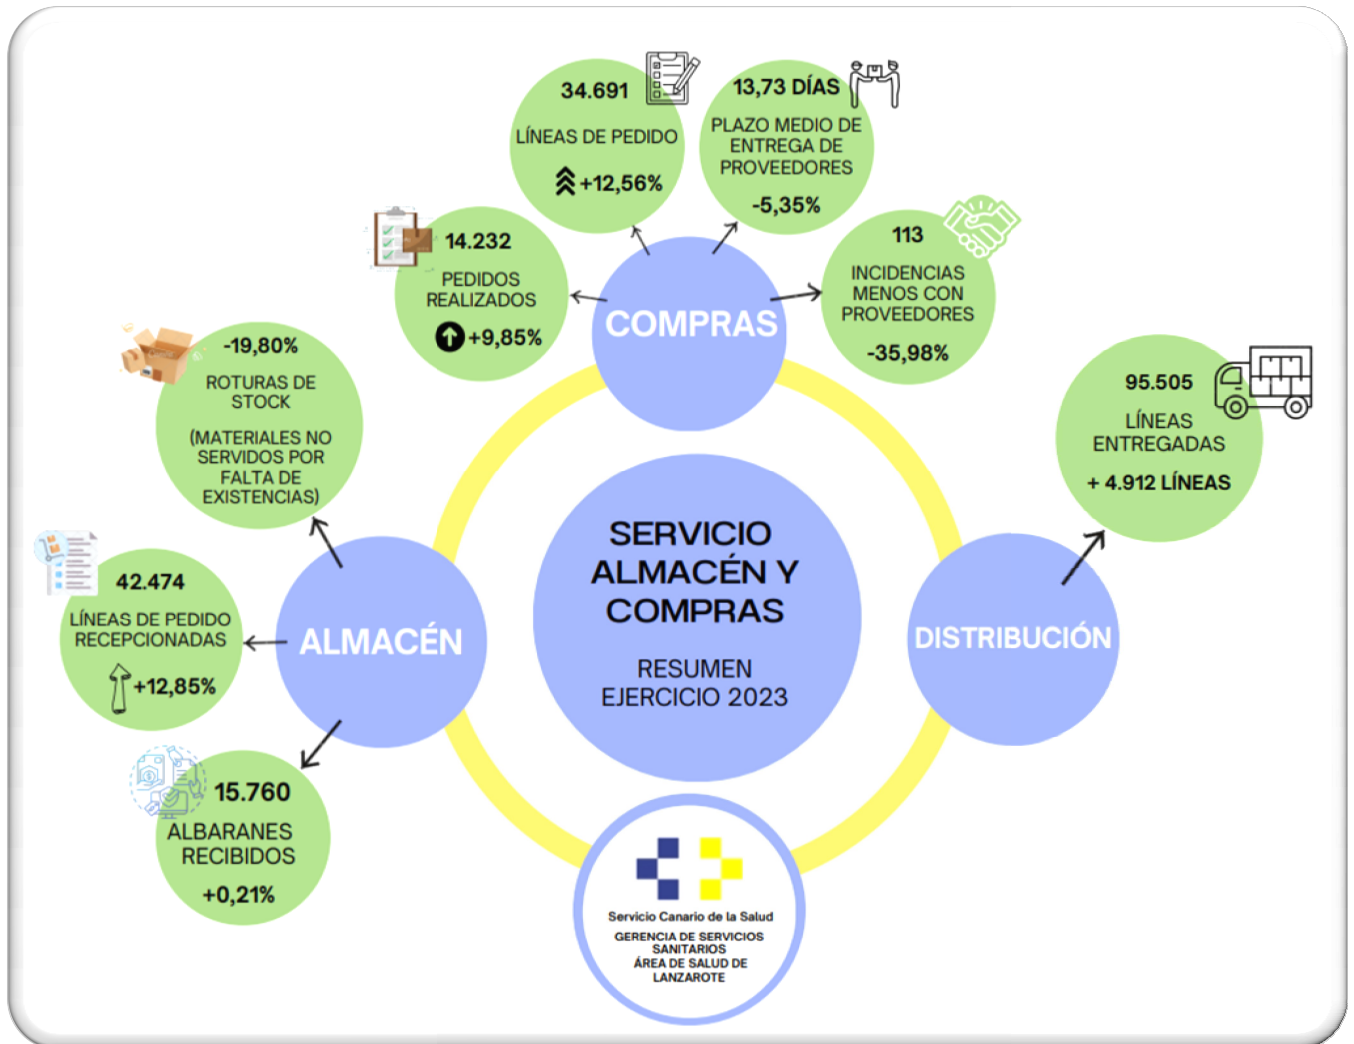 34.691
LÍNEAS DE PEDIDO
+12,56%
13,73 DÍAS
PLAZO MEDIO DE
ENTREGA DE
PROVEEDORES
-5,35%
14.232
PEDIDOS
REALIZADOS
+9,85%
113
INCIDENCIAS
MENOS CON
PROVEEDORES
-35,98%
COMPRAS
-19,80%
ROTURAS DE
STOCK
(MATERIALES NO
SERVIDOS POR
FALTA DE
EXISTENCIAS)
95.505
LÍNEAS
ENTREGADAS
+ 4.912 LÍNEAS
SERVICIO
ALMACÉN Y
COMPRAS
RESUMEN
EJERCICIO 2023
42.474
LÍNEAS DE PEDIDO
RECEPCIONADAS
+12,85%
ALMACÉN
DISTRIBUCIÓN
15.760
ALBARANES
RECIBIDOS
+0,21%
Servicio Canario de la Salud
GERENCIA DE SERVICIOS
SANITARIOS
ÁREA DE SALUD DE
LANZAROTE